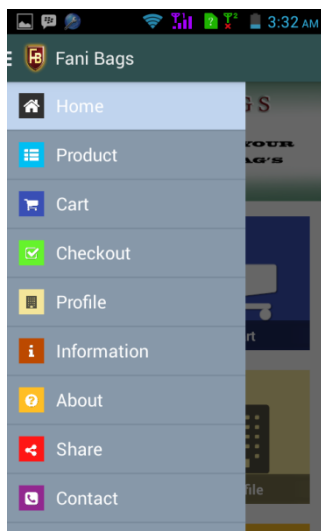 3:32 AM
FB
Fani Bags
Home
G S
Product
YOUR
AG'S
Cart
Checkout
rt
Profile
Information
About
Share
file
Contact